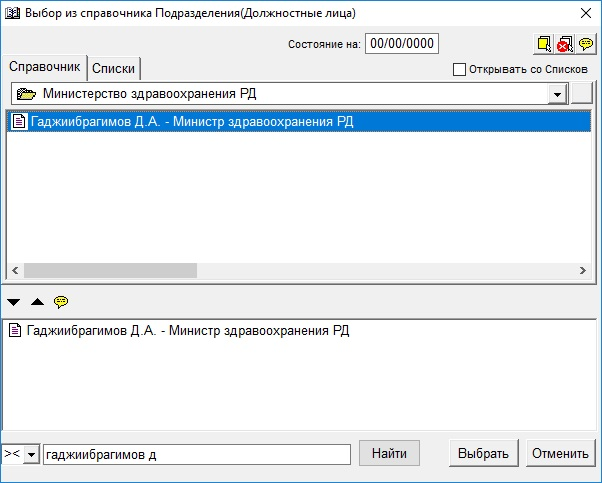 Выбор из справочника Подразделения(Должностные лица)
Состояние на: 00/00/0000
Справочник Списки
Открывать со Списков
Министерство здравоохранения РД
Гаджиибрагимов Д.А. - Министр здравоохранения РД
Гаджиибрагимов Д.А. - Министр здравоохранения РД
>< гаджиибрагимов д Найти Выбрать Отменить